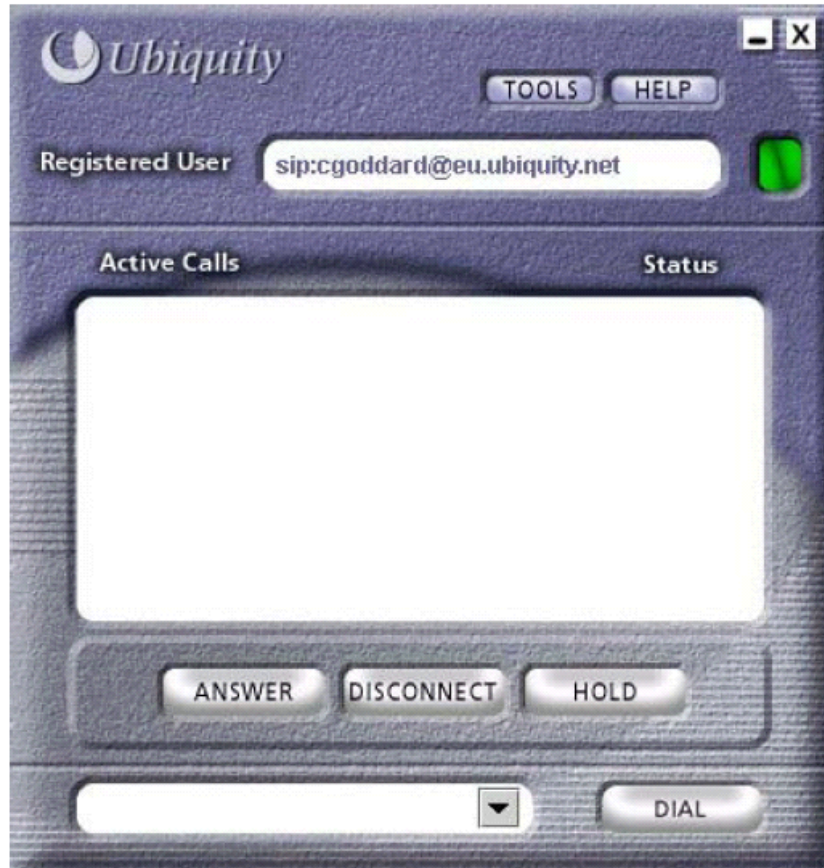 Ubiquity
X
TOOLS HELP
Registered User sip:cgoddard@eu.ubiquity.net
Active Calls Status
ANSWER DISCONNECT HOLD
DIAL